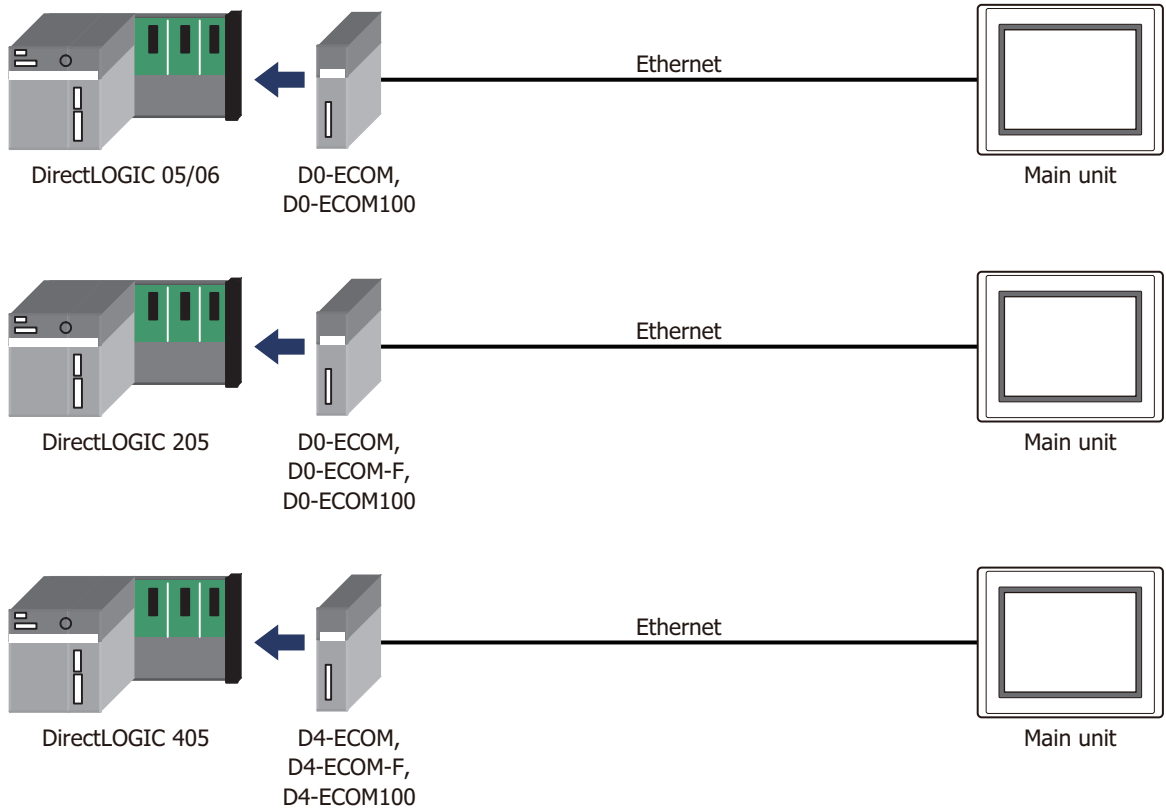 Ethernet
DirectLOGIC 05/06
D0-ECOM,
D0-ECOM100
Main unit
Ethernet
DirectLOGIC 205
D0-ECOM,
D0-ECOM-F,
D0-ECOM100
Main unit
Ethernet
DirectLOGIC 405
D4-ECOM,
D4-ECOM-F,
D4-ECOM100
Main unit